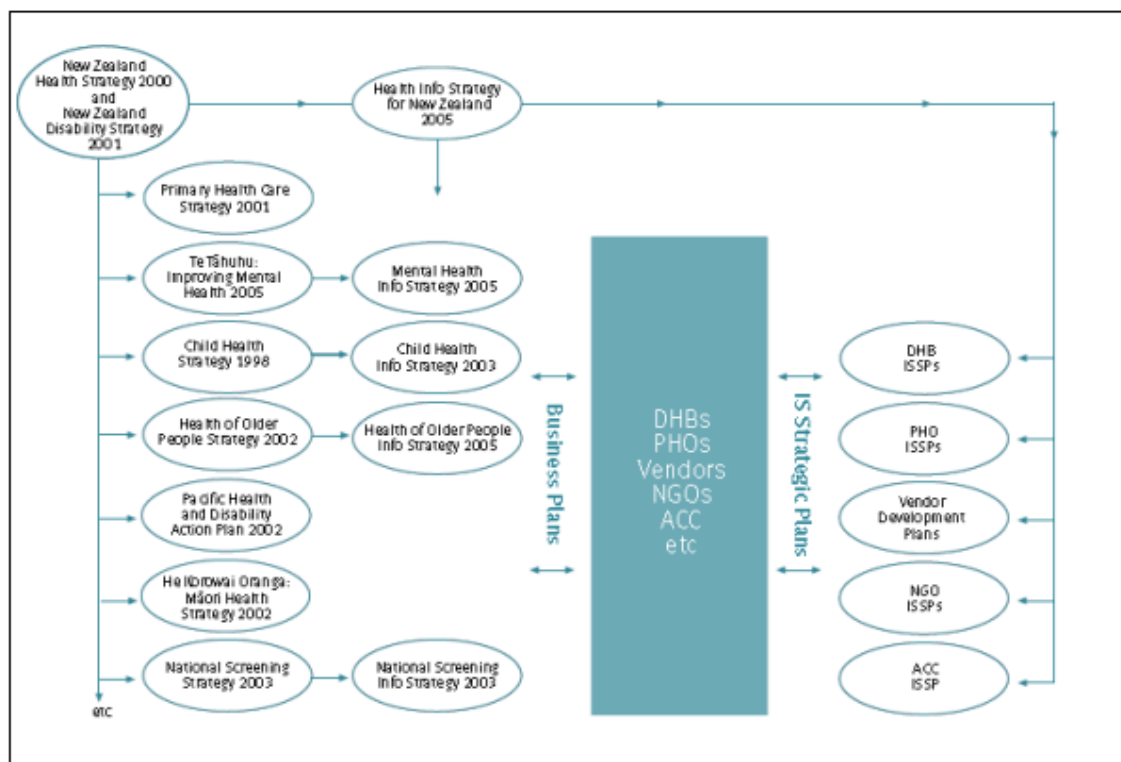 New Zealand
Health Strategy 2000
and
New Zealand
Disability Strategy
2001
Health Info Strategy
for New Zealand
2005
Primary Health Care
Strategy 2001
Te Tāhuhu:
Improving Mental
Health 2005
Mental Health
Info Strategy 2005
Child Health
Strategy 1998
Child Health
Info Strategy 2003
Health of Older
People Strategy 2002
Health of Older People
Info Strategy
2005
Pacific Health
and Disability
Action Plan 2002
He Korowai Oranga:
Māori Health
Strategy 2002
National Screening
Strategy 2003
National Screening
Info Strategy 2003
etc
Business Plans
DHBs
PHOs
Vendors
NGOs
ACC
etc
IS Strategic Plans
DHB
ISSPs
PHO
ISSPs
Vendor
Development
Plans
NGO
ISSPs
ACC
ISSP